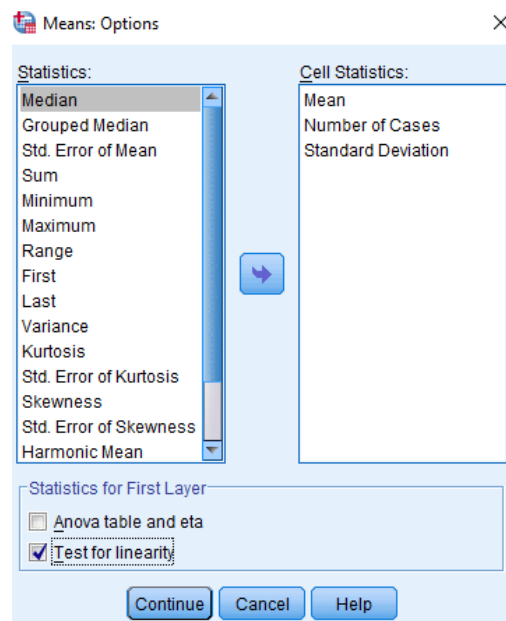 Means: Options
Statistics:
Median
Grouped Median
Std. Error of Mean
Sum
Minimum
Maximum
Range
First
Last
Variance
Kurtosis
Std. Error of Kurtosis
Skewness
Std. Error of Skewness
Harmonic Mean
Cell Statistics:
Mean
Number of Cases
Standard Deviation
Statistics for First Layer
Anova table and eta
Test for linearity
Continue
Cancel
Help